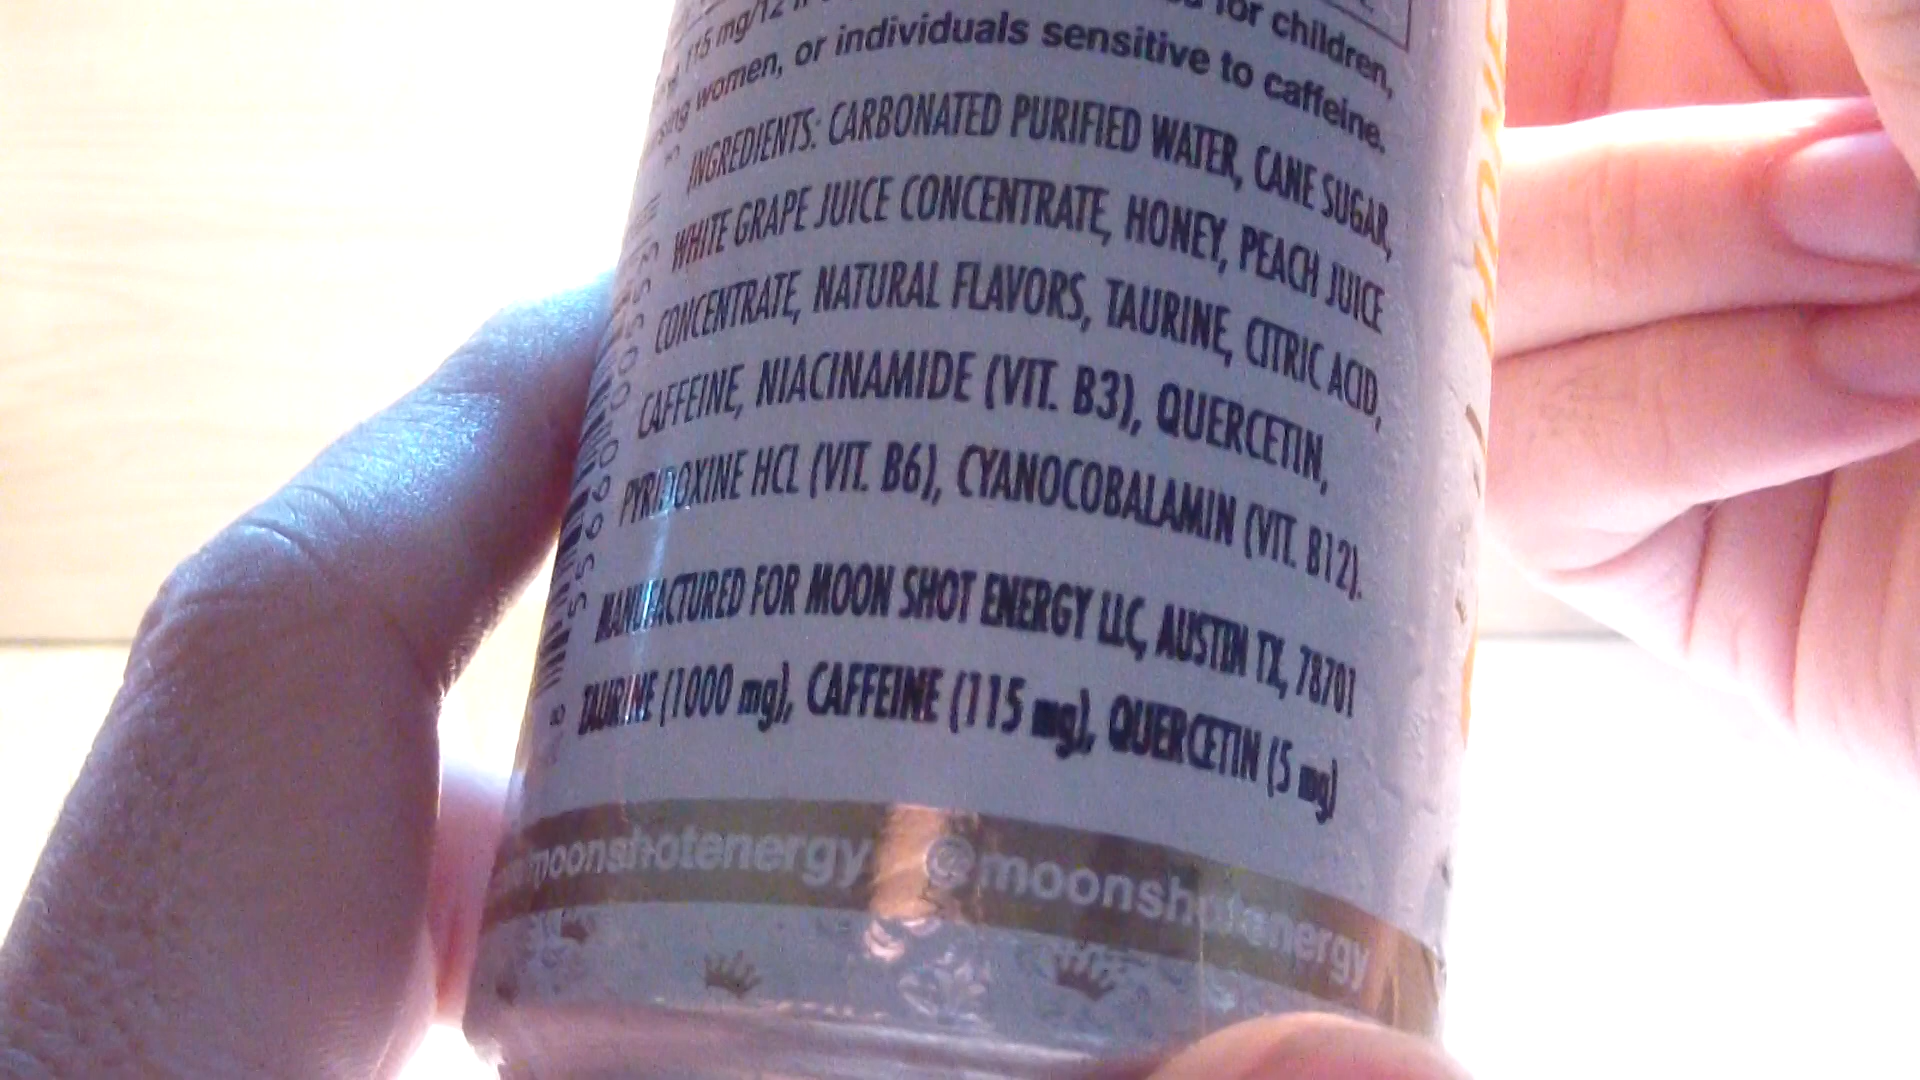 115 mg/12 for children,
women, or individuals sensitive to caffeine.
INGREDIENTS: CARBONATED PURIFIED WATER, CANE SUGAR,
WHITE GRAPE JUICE CONCENTRATE, HONEY, PEACH JUICE
CONCENTRATE, NATURAL FLAVORS, TAURINE, CITRIC ACID,
CAFFEINE, NIACINAMIDE (VIT. B3), QUERCETIN,
PYRIDOXINE HCL (VIT. B6), CYANOCOBALAMIN (VIT. B12).
MANUFACTURED FOR MOON SHOT ENERGY LLC, AUSTIN TX, 78701
TAURINE (1000 mg), CAFFEINE (115 mg), QUERCETIN (5 mg)
moonshotenergy @moonshotenergy